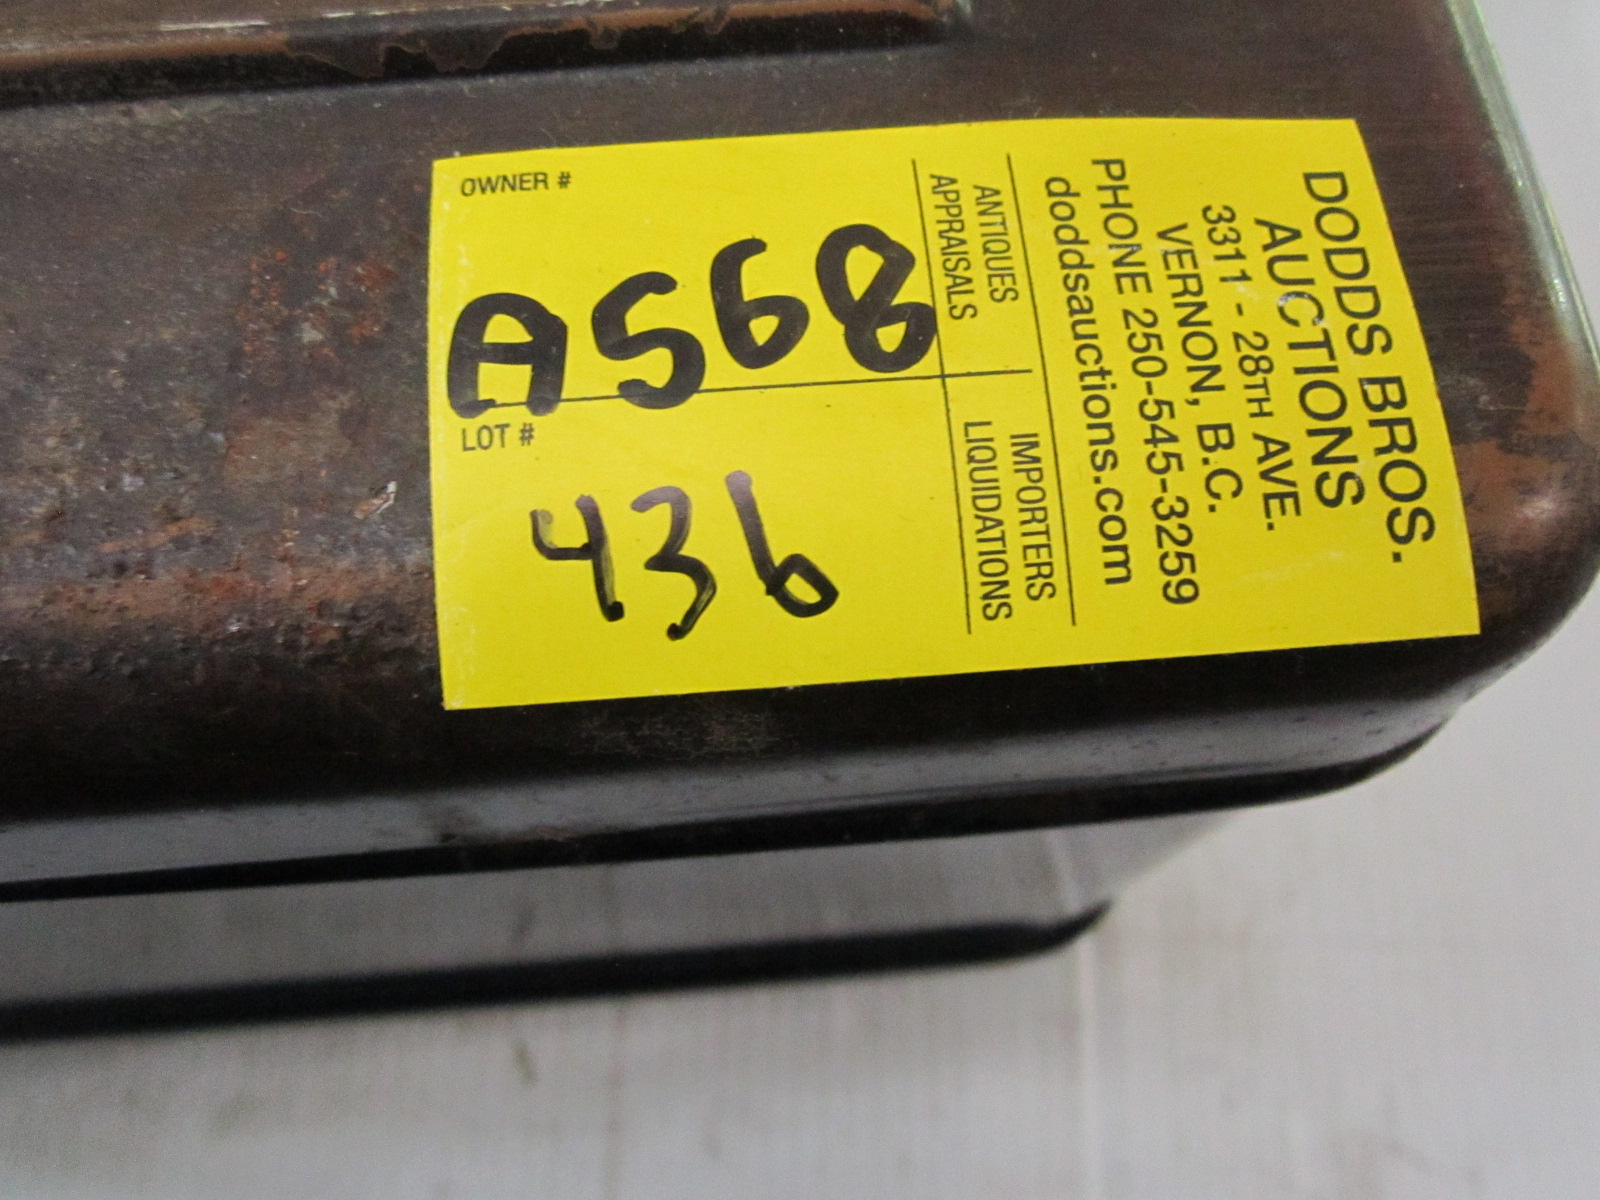 DODDS BROS.
AUCTIONS
3311 - 28TH AVE.
VERNON, B.C.
PHONE 250-545-3259
doddsauctions.com
ANTIQUES
APPRAISALS
IMPORTERS
LIQUIDATIONS
OWNER #
A568
LOT #
436